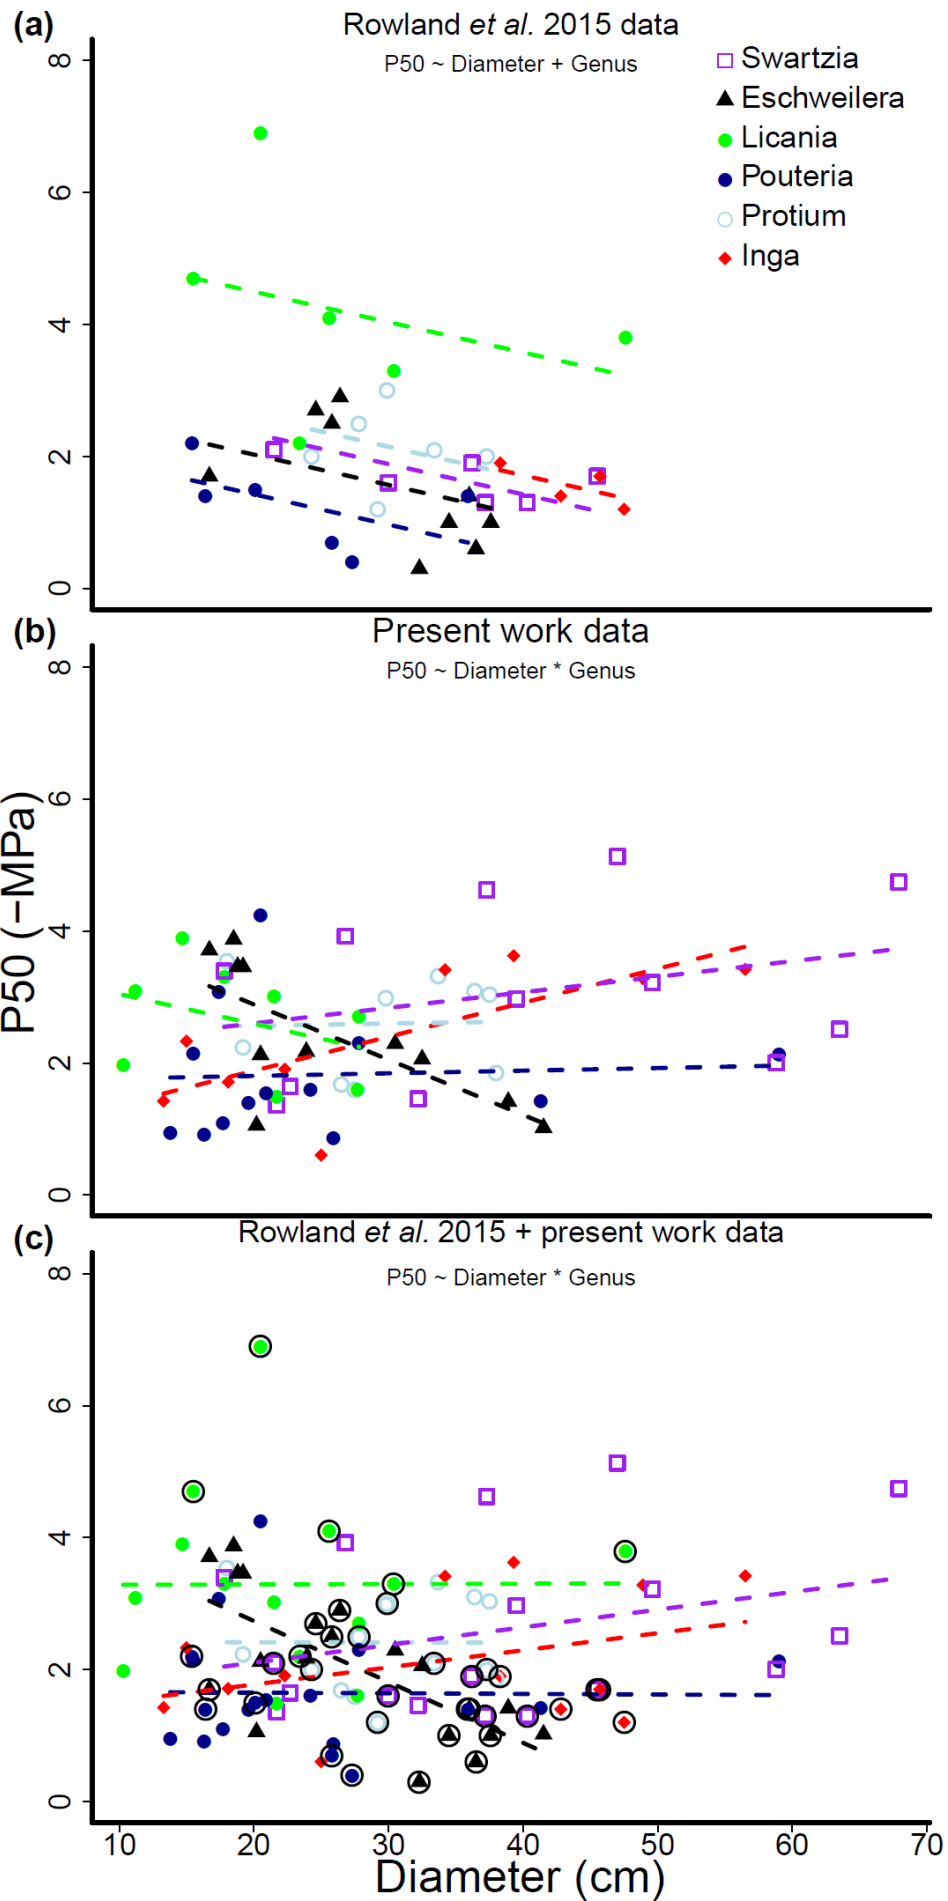 (a)
Rowland et al. 2015 data
P50 ~ Diameter + Genus
Swartzia
Eschweilera
Licania
Pouteria
Protium
Inga
8
6
4
2
0
(b)
Present work data
P50 ~ Diameter * Genus
8
6
4
2
0
P50 (−MPa)
(c)
Rowland et al. 2015 + present work data
P50 ~ Diameter * Genus
8
6
4
2
0
10 20 30 40 50 60 70
Diameter (cm)